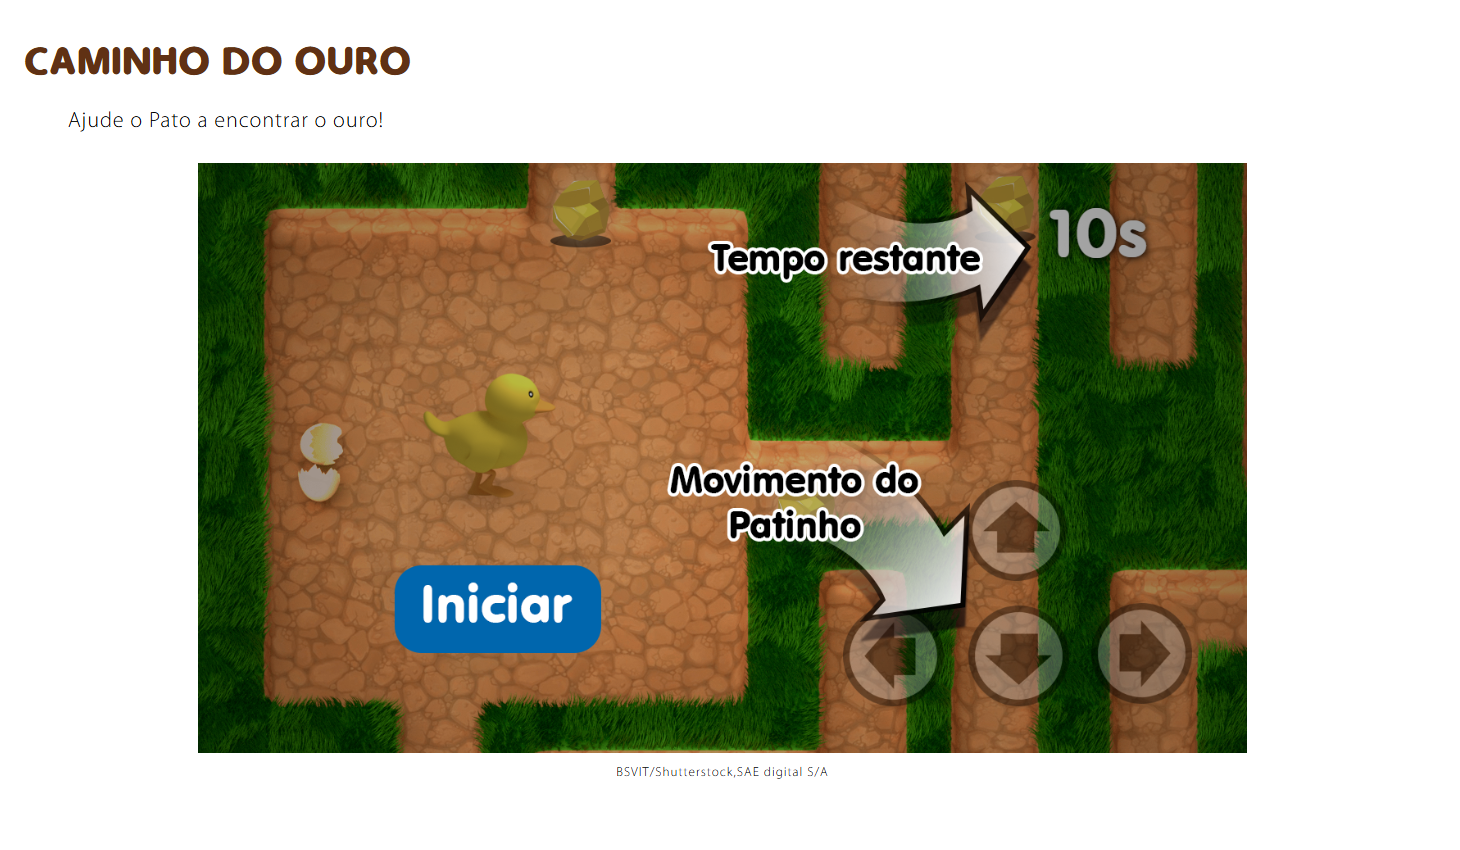 CAMINHO DO OURO
Ajude o Pato a encontrar o ouro!
Tempo restante
10s
Movimento do
Patinho
Iniciar
BSVIT/Shutterstock,SAE digital S/A